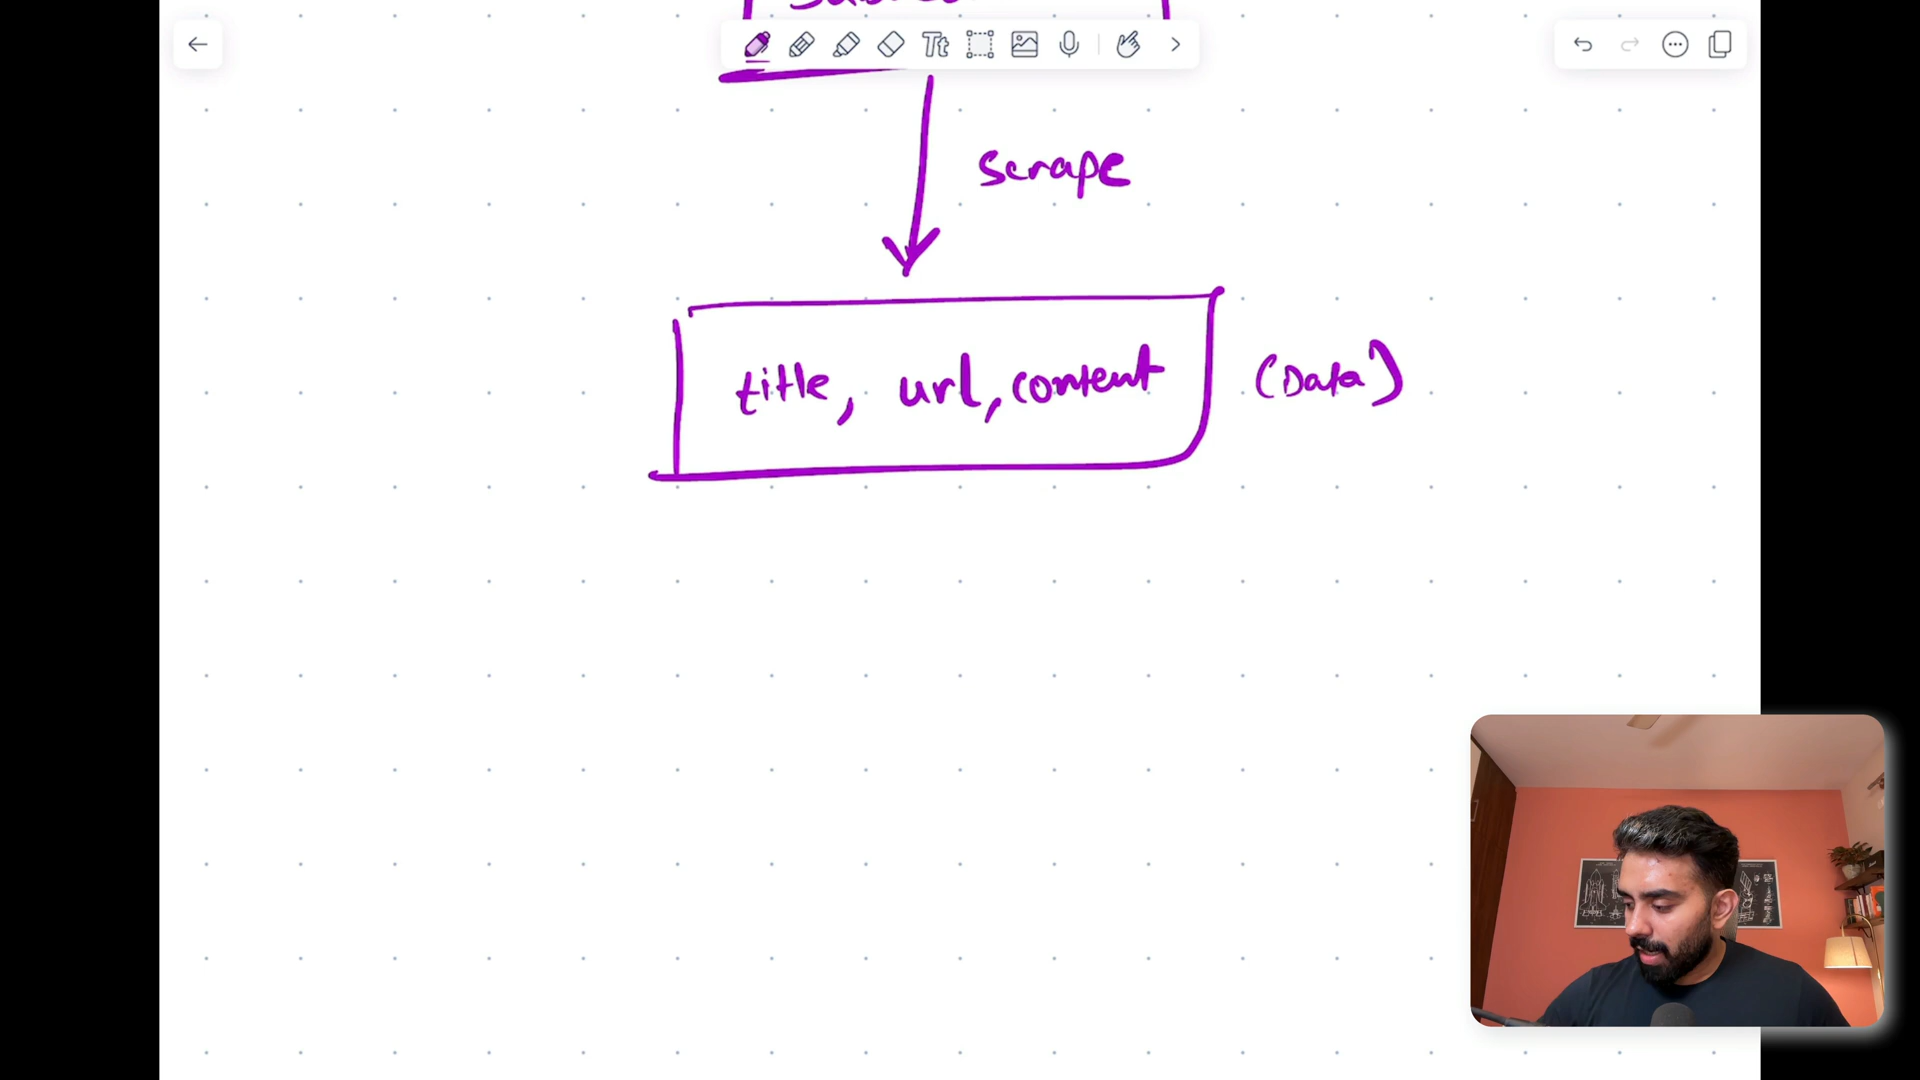 scrape
title, url, content (Data)